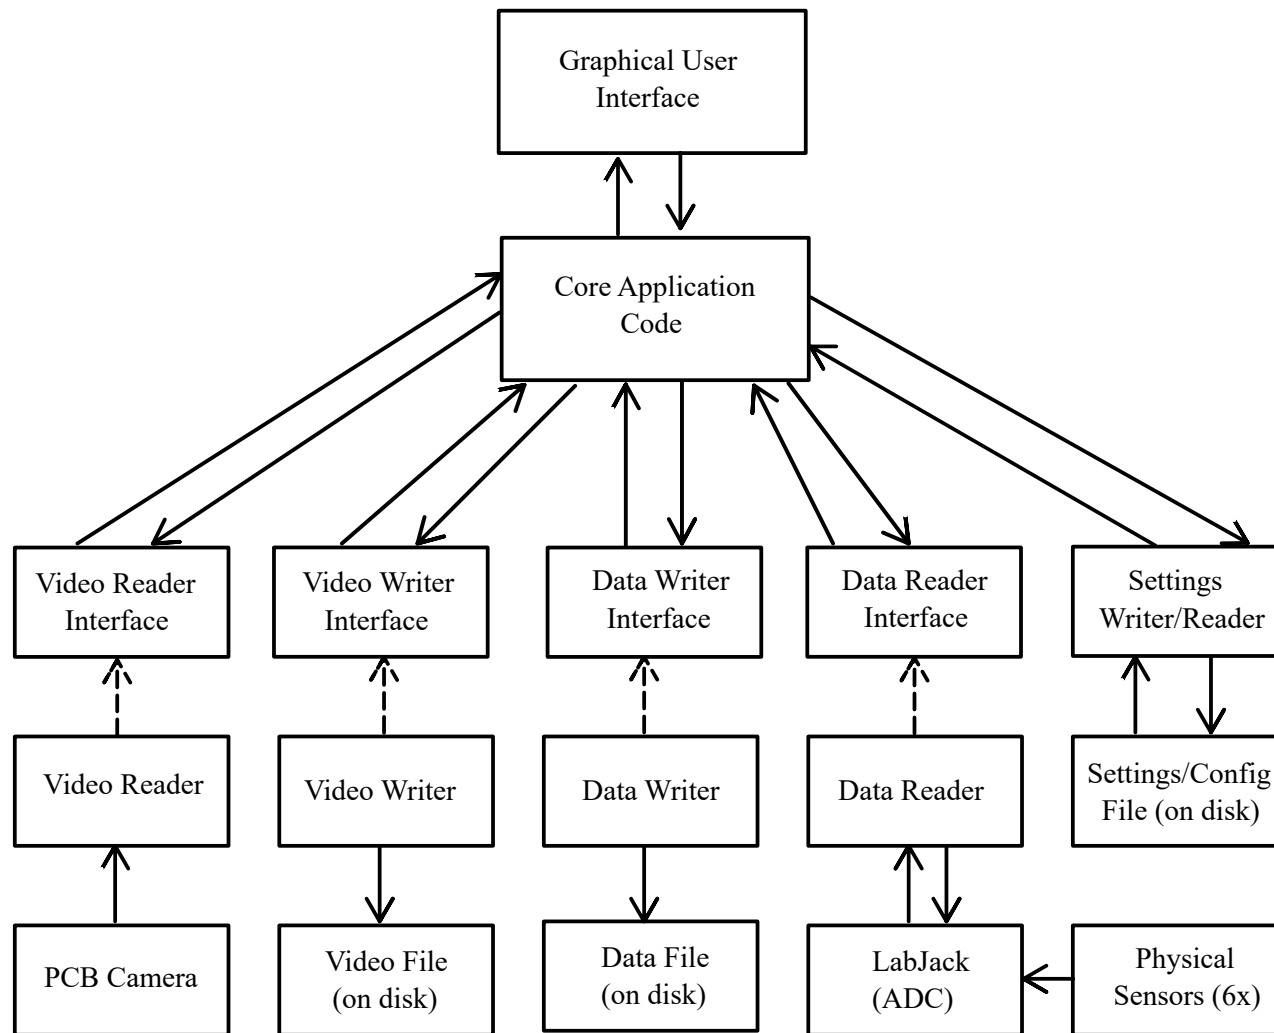 Graphical User
Interface
Core Application
Code
Video Reader
Interface
Video Writer
Interface
Data Writer
Interface
Data Reader
Interface
Settings
Writer/Reader
Video Reader
Video Writer
Data Writer
Data Reader
Settings/Config
File (on disk)
PCB Camera
Video File
(on disk)
Data File
(on disk)
LabJack
(ADC)
Physical
Sensors (6x)